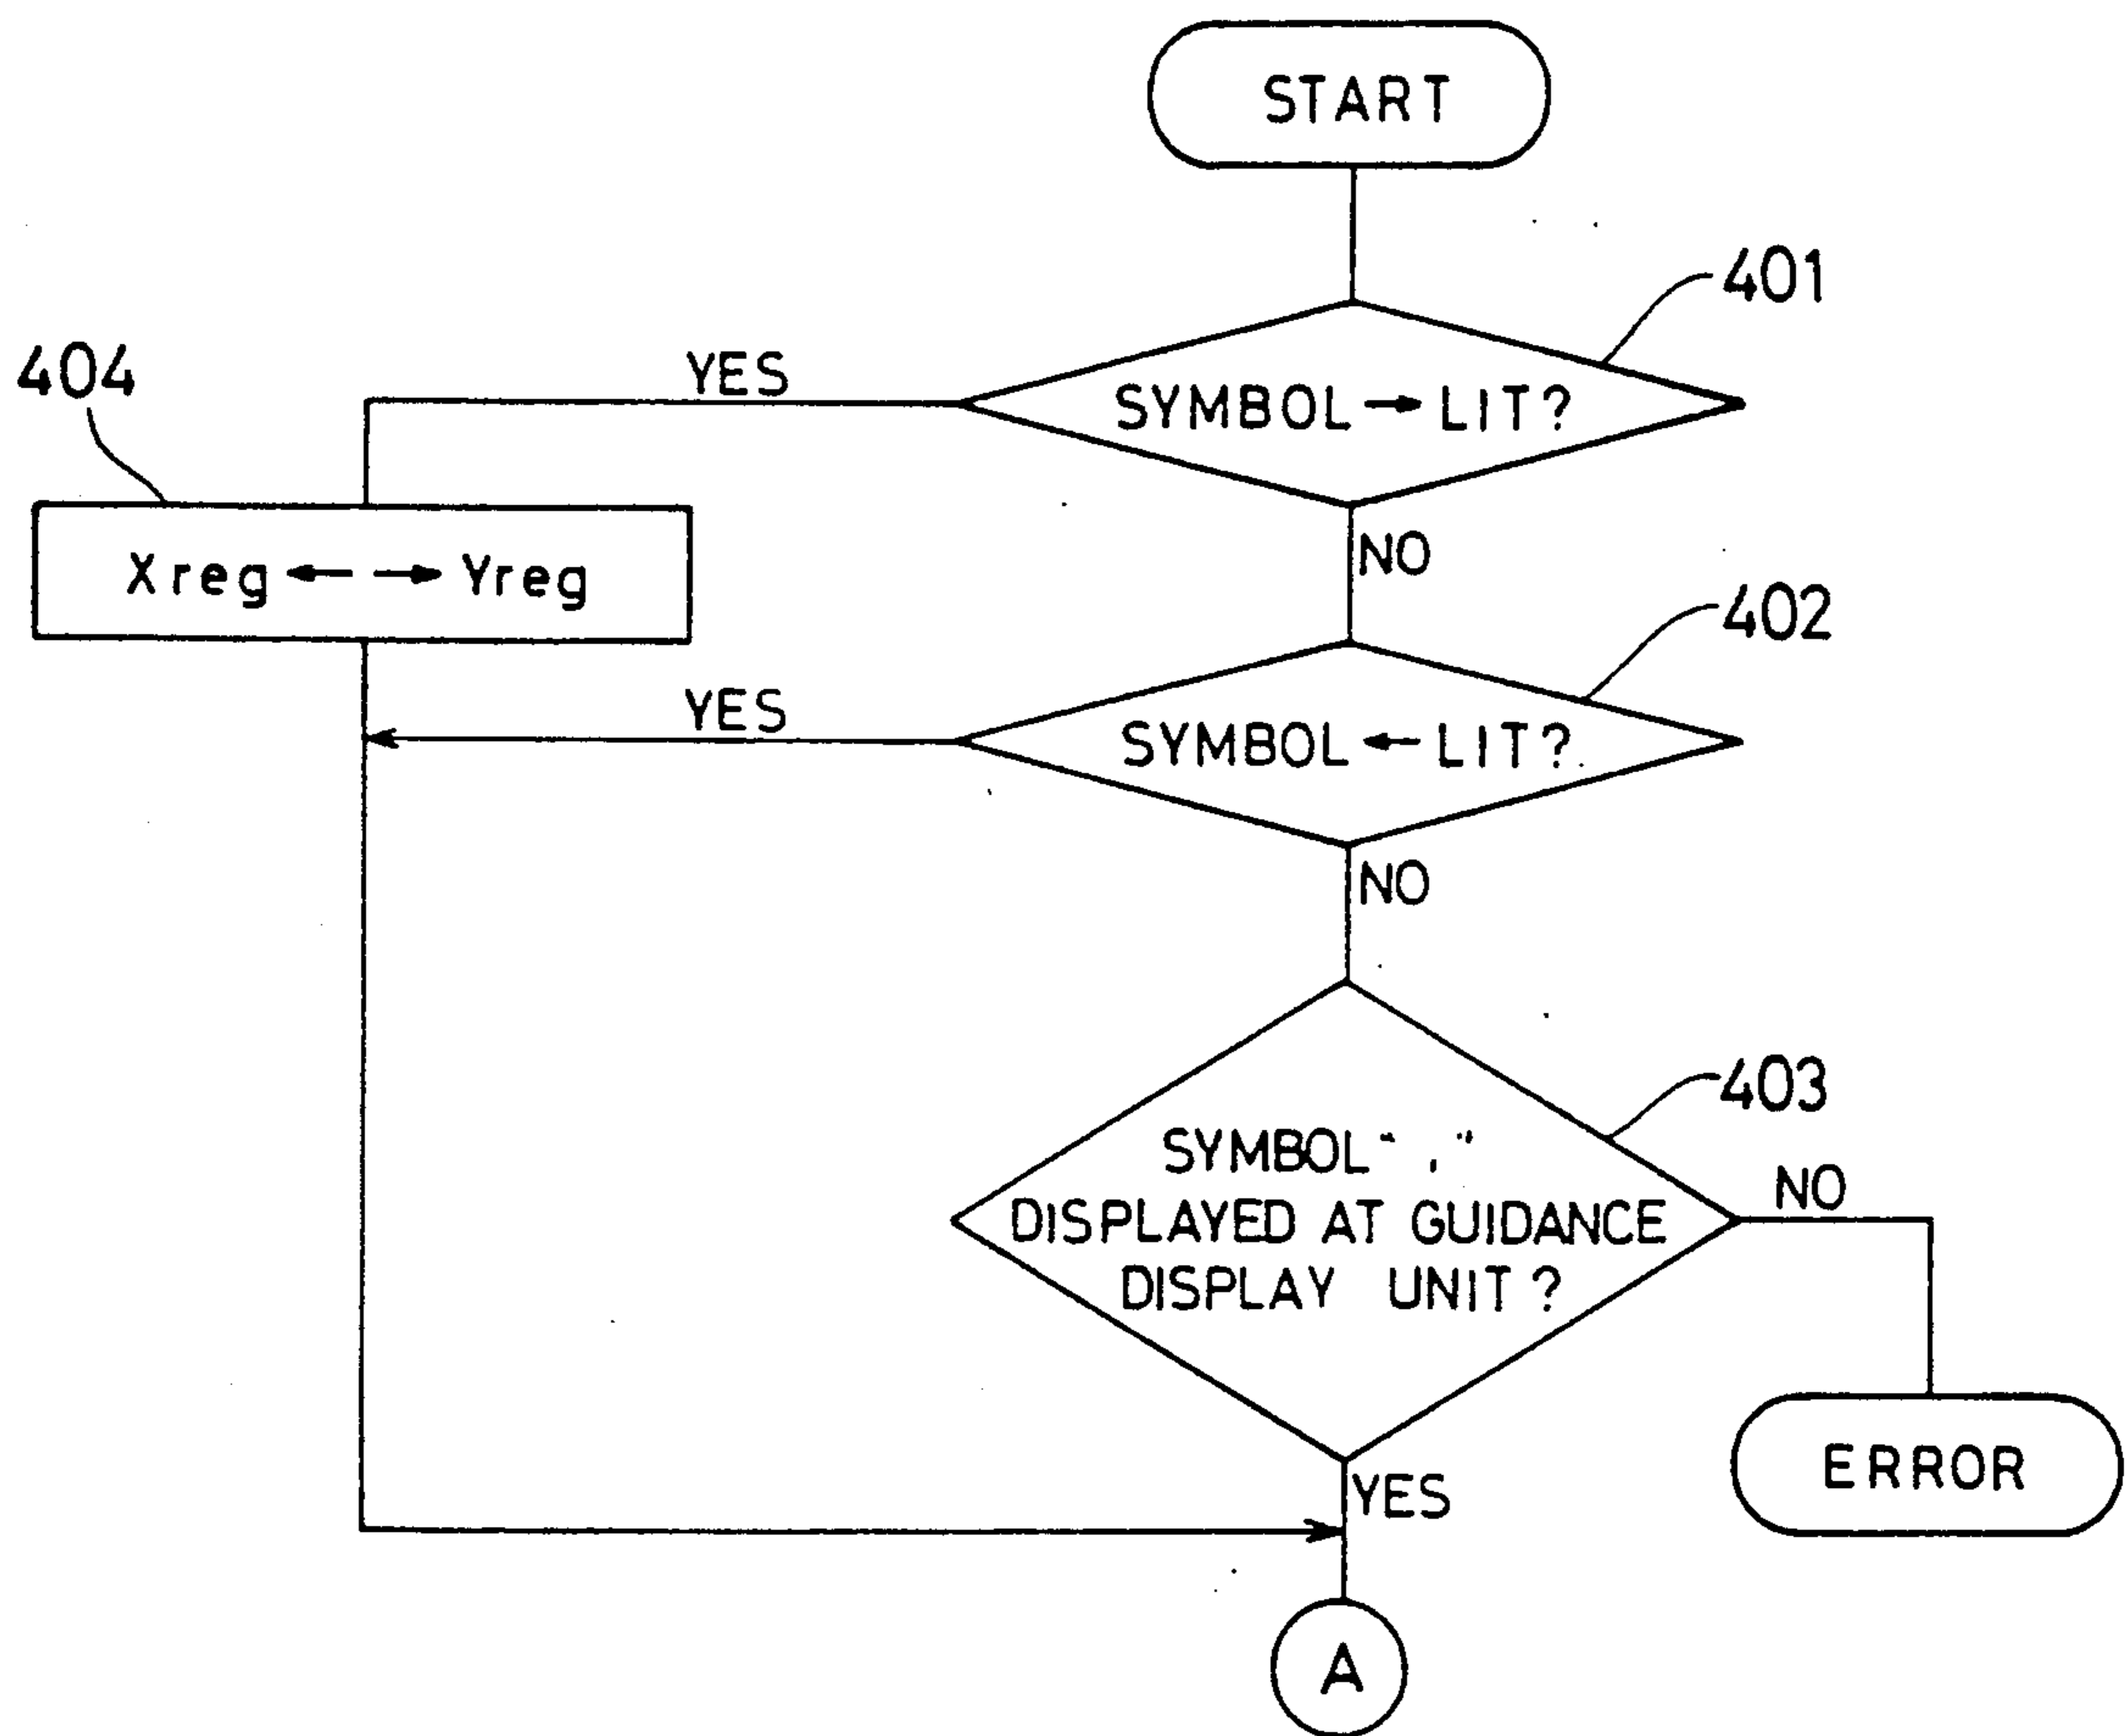 START
401
404
YES
SYMBOL → LIT?
Xreg ← → Yreg
NO
402
YES
SYMBOL ← LIT?
NO
403
SYMBOL " , "
DISPLAYED AT GUIDANCE
DISPLAY UNIT?
NO
ERROR
YES
A